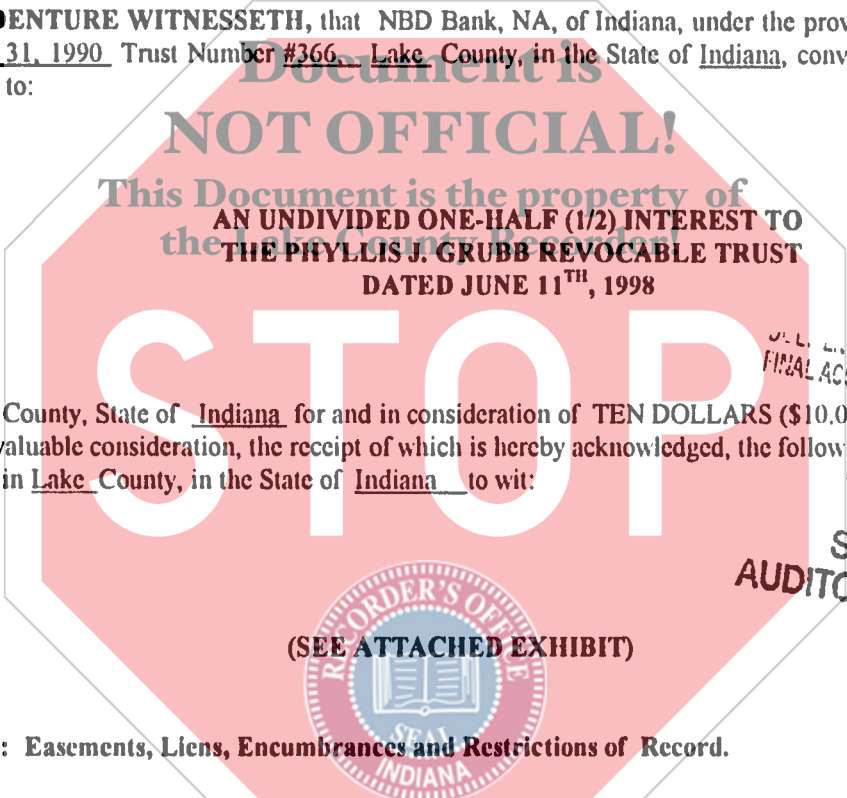 DENTURE WITNESSETH, that NBD Bank, NA, of Indiana, under the prov
31, 1990 Trust Number #366, Lake County, in the State of Indiana, conv
to:
Document is
NOT OFFICIAL!
This Document is the property of
the Lake County Recorder!
AN UNDIVIDED ONE-HALF (1/2) INTEREST TO
THE PHYLLIS J. GRUBB REVOCABLE TRUST
DATED JUNE 11TH, 1998
FINAL AC
STOP
County, State of Indiana for and in consideration of TEN DOLLARS ($10.0
valuable consideration, the receipt of which is hereby acknowledged, the follow
in Lake County, in the State of Indiana to wit:
S
AUDITO
(SEE ATTACHED EXHIBIT)
RECORDER'S OFFICE
SEAL
INDIANA
: Easements, Liens, Encumbrances and Restrictions of Record.